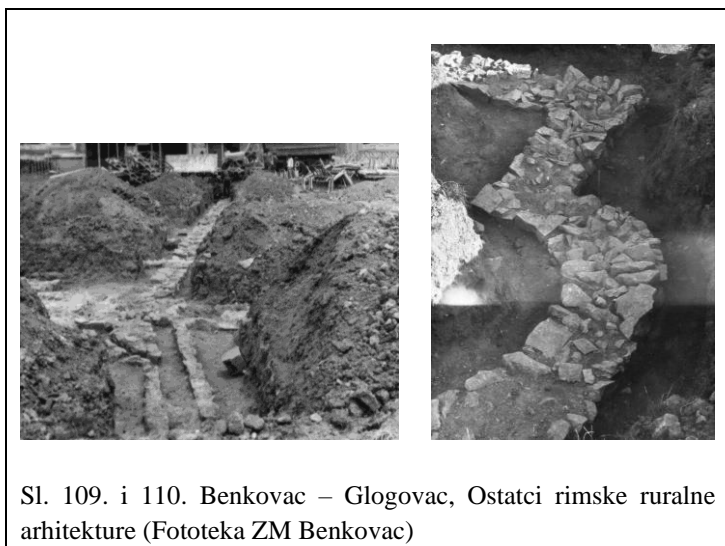 Sl. 109. i 110. Benkovac – Glogovac, Ostatci rimske ruralne
arhitekture (Fototeka ZM Benkovac)